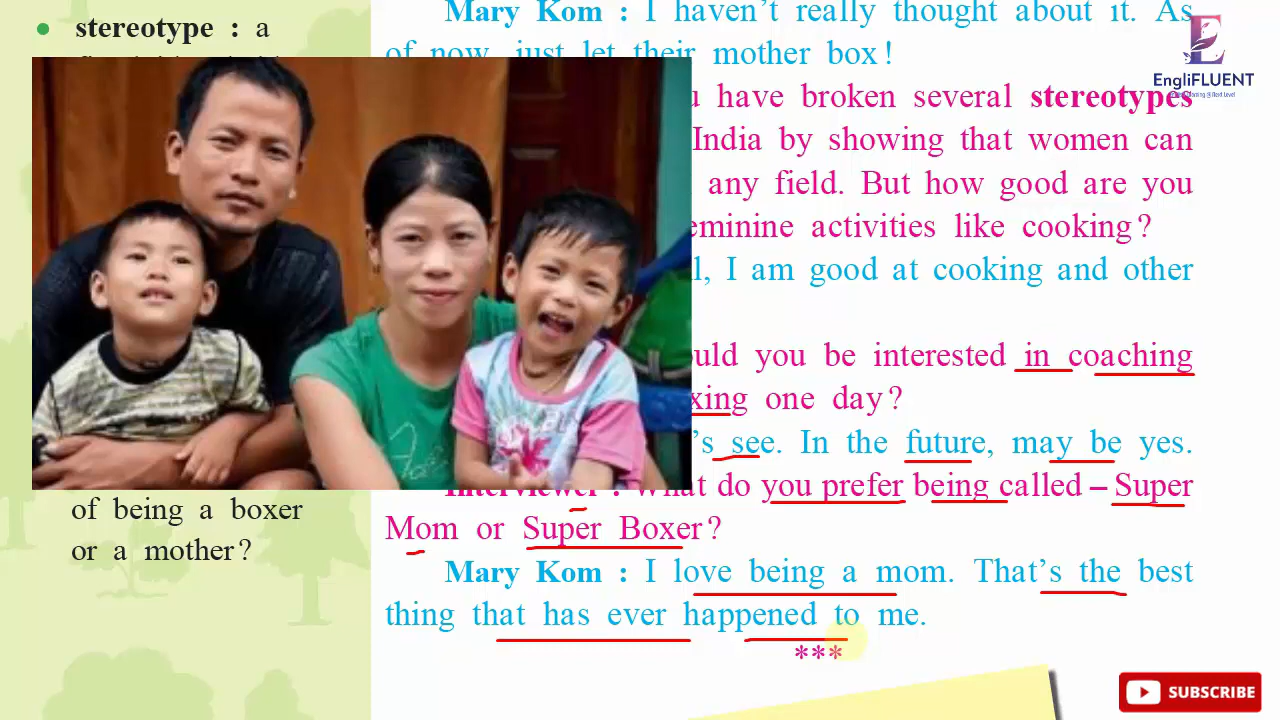 stereotype : a
of being a boxer
or a mother?
Mary Kom : I haven't really thought about it. As
of now, just let their mother box!
have broken several stereotypes
India by showing that women can
any field. But how good are you
feminine activities like cooking?
I am good at cooking and other
would you be interested in coaching
one day?
see. In the future, may be yes.
Interviewer : What do you prefer being called – Super
Mom or Super Boxer?
Mary Kom : I love being a mom. That's the best
thing that has ever happened to me.
***
EngliFLUENT
SUBSCRIBE